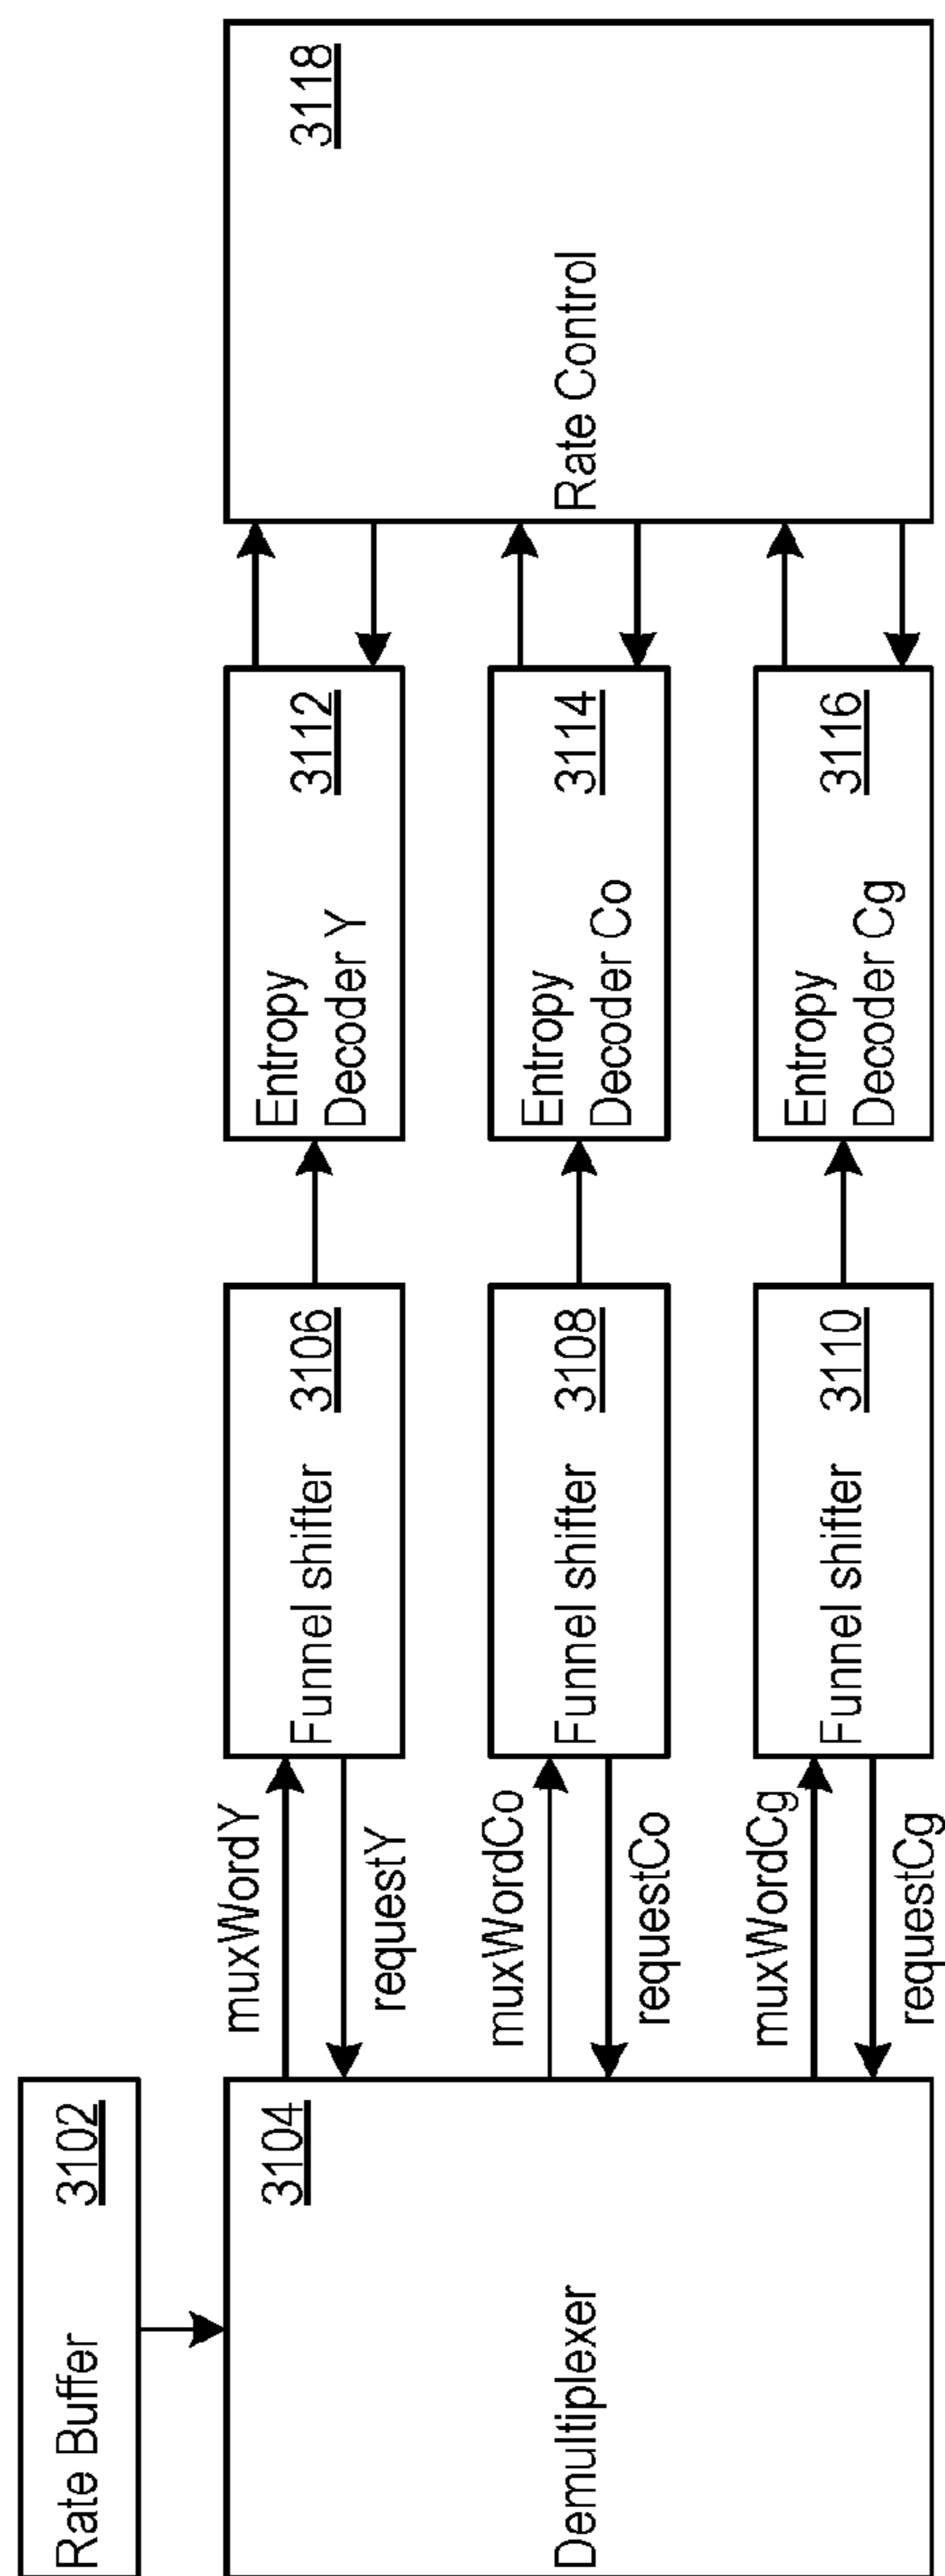 Rate Buffer
3102
3104
Demultiplexer
muxWordY
requestY
muxWordCo
requestCo
muxWordCg
requestCg
3106
Funnel shifter
Funnel shifter
3108
Funnel shifter
3110
Entropy
Decoder Y
3112
Entropy
Decoder Co
3114
Entropy
Decoder Cg
3116
3118
Rate Control